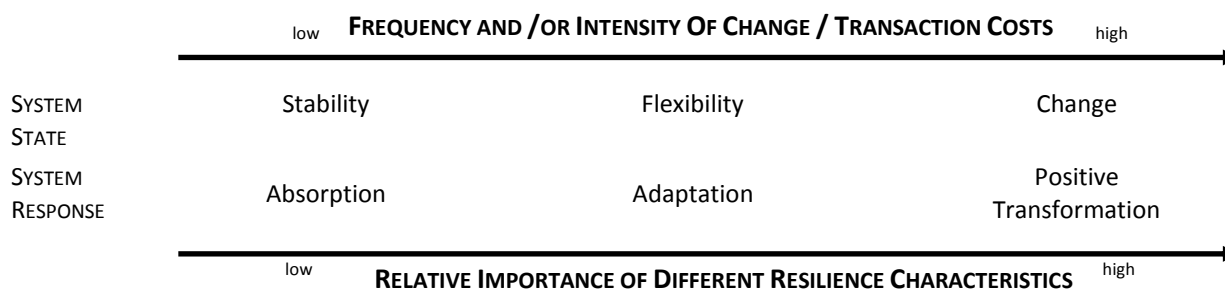 low FREQUENCY AND /OR INTENSITY OF CHANGE / TRANSACTION COSTS high
SYSTEM STATE Stability Flexibility Change
SYSTEM RESPONSE Absorption Adaptation Positive Transformation
low RELATIVE IMPORTANCE OF DIFFERENT RESILIENCE CHARACTERISTICS high